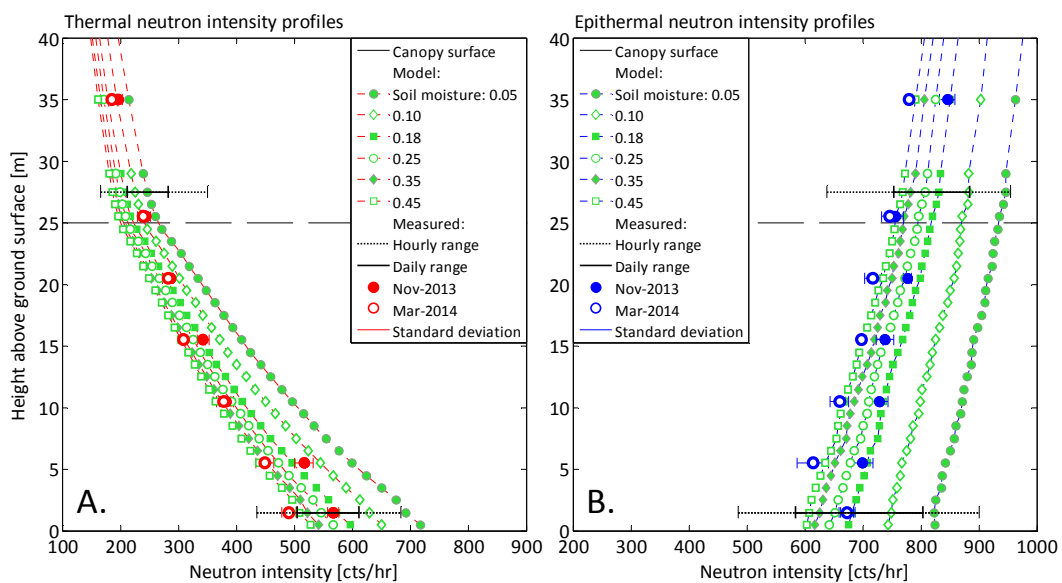 Thermal neutron intensity profiles
40
35
30
25
20
15
10
5
0
Height above ground surface [m]
Canopy surface
Model:
Soil moisture: 0.05
0.10
0.18
0.25
0.35
0.45
Measured:
Hourly range
Daily range
Nov-2013
Mar-2014
Standard deviation
A.
100 200 300 400 500 600 700 800 900
Neutron intensity [cts/hr]
Epithermal neutron intensity profiles
40
35
30
25
20
15
10
5
0
Canopy surface
Model:
Soil moisture: 0.05
0.10
0.18
0.25
0.35
0.45
Measured:
Hourly range
Daily range
Nov-2013
Mar-2014
Standard deviation
B.
200 300 400 500 600 700 800 900 1000
Neutron intensity [cts/hr]